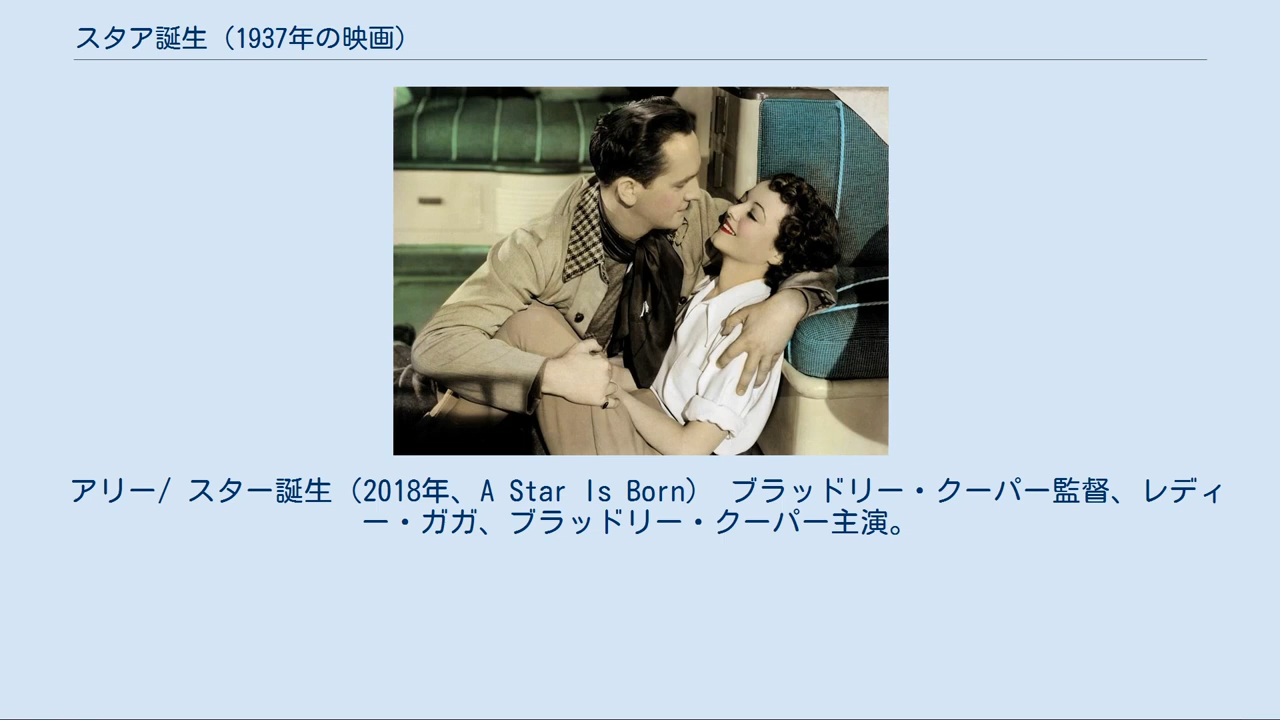 スタア誕生（1937年の映画）
アリー/ スター誕生（2018年、A Star Is Born） ブラッドリー・クーパー監督、レディ
ー・ガガ、ブラッドリー・クーパー主演。